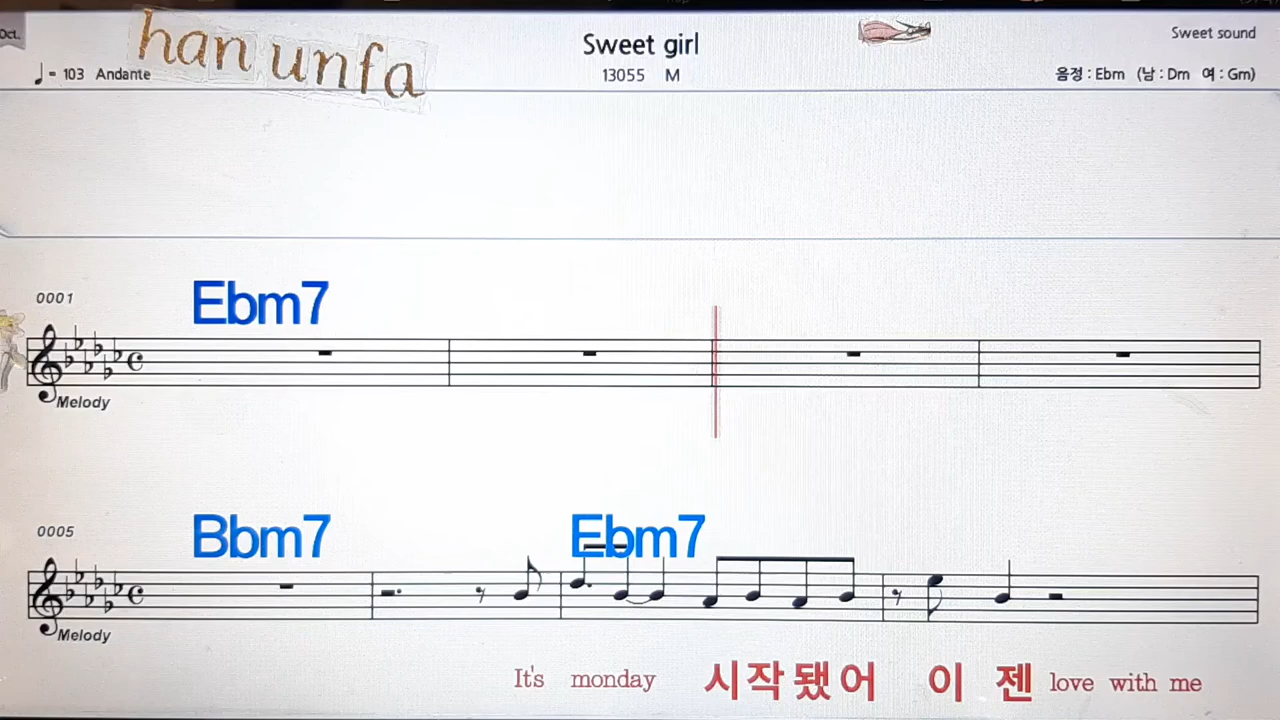 Oct.
han unfa
Sweet girl
Sweet sound
♩= 103 Andante
13055 M
음정 : Ebm (남 : Dm 여 : Gm)
0001
Ebm7
Melody
0005
Bbm7 Ebm7
Melody
It's monday 시작됐어 이 젠 love with me